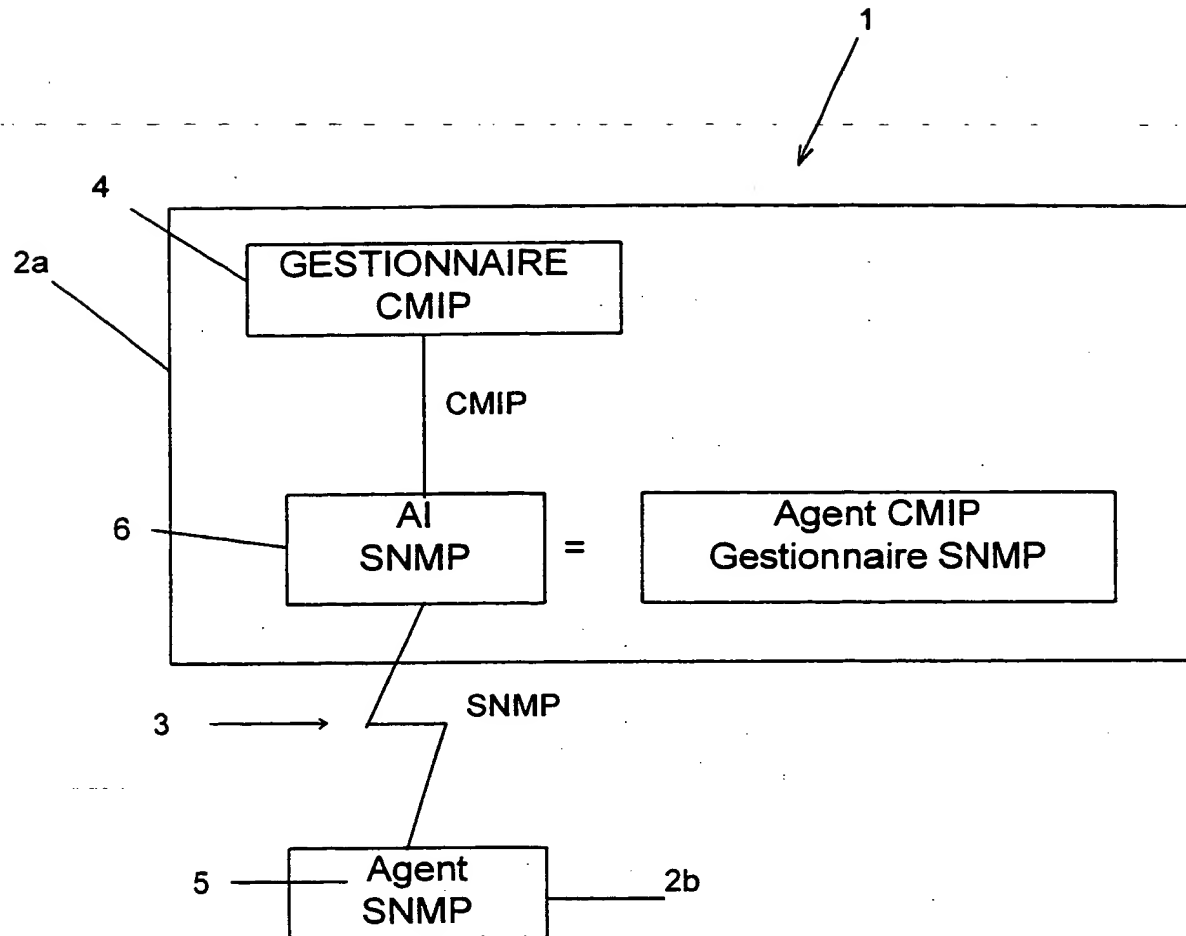 1
4
2a
GESTIONNAIRE
CMIP
CMIP
6
AI
SNMP
=
Agent CMIP
Gestionnaire SNMP
3
SNMP
5
Agent
SNMP
2b